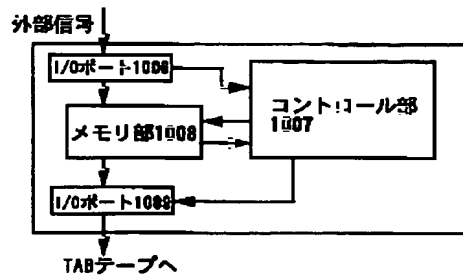 外部信号
I/Oポート1006
コントロール部
1007
メモリ部1008
I/Oポート1009
TABテープへ